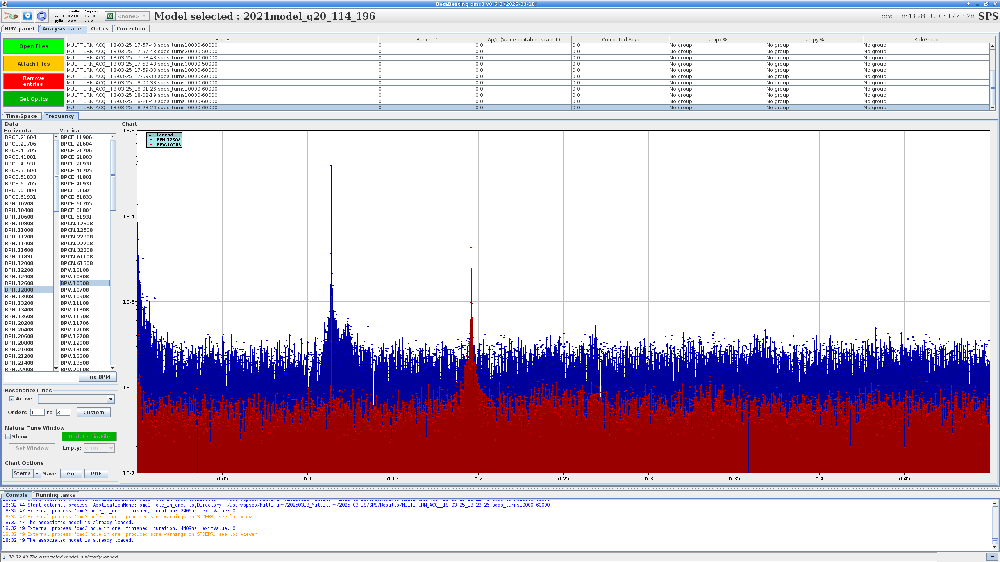 BetaBeating omc3 v0.6.0 (2025-03-18)
Installed Required
omc3 0.23.0 0.23.0
pylhc 0.8.0 0.8.0
<none>
Model selected : 2021model_q20_114_196
local: 18:43:28 | UTC: 17:43:28 SPS
BPM panel Analysis panel Optics Correction
Open Files
Attach Files
Remove entries
Get Optics
File Bunch ID Δp/p (Value editable, scale 1) Computed Δp/p ampx % ampy % KickGroup
MULTITURN_ACQ__18-03-25_17-57-48.sdds_turns10000-60000 0 0.0 0.0 No group No group No group
MULTITURN_ACQ__18-03-25_17-57-48.sdds_turns30000-50000 0 0.0 0.0 No group No group No group
MULTITURN_ACQ__18-03-25_17-58-43.sdds_turns10000-60000 0 0.0 0.0 No group No group No group
MULTITURN_ACQ__18-03-25_17-58-43.sdds_turns30000-50000 0 0.0 0.0 No group No group No group
MULTITURN_ACQ__18-03-25_17-59-38.sdds_turns10000-60000 0 0.0 0.0 No group No group No group
MULTITURN_ACQ__18-03-25_17-59-38.sdds_turns30000-50000 0 0.0 0.0 No group No group No group
MULTITURN_ACQ__18-03-25_18-00-33.sdds_turns10000-60000 0 0.0 0.0 No group No group No group
MULTITURN_ACQ__18-03-25_18-01-26.sdds_turns10000-60000 0 0.0 0.0 No group No group No group
MULTITURN_ACQ__18-03-25_18-02-19.sdds_turns10000-60000 0 0.0 0.0 No group No group No group
MULTITURN_ACQ__18-03-25_18-21-40.sdds_turns10000-60000 0 0.0 0.0 No group No group No group
MULTITURN_ACQ__18-03-25_18-23-26.sdds_turns10000-60000 0 0.0 0.0 No group No group No group
Time/Space Frequency
Data
Horizontal: Vertical:
BPCE.21604 BPCE.11906
BPCE.21706 BPCE.21604
BPCE.41705 BPCE.21706
BPCE.41801 BPCE.21803
BPCE.41931 BPCE.21931
BPCE.51604 BPCE.41705
BPCE.51833 BPCE.41801
BPCE.61705 BPCE.41931
BPCE.61804 BPCE.51604
BPCE.61931 BPCE.51833
BPH.10208 BPCE.61705
BPH.10408 BPCE.61804
BPH.10608 BPCE.61931
BPH.10808 BPCN.12308
BPH.11008 BPCN.12508
BPH.11208 BPCN.22308
BPH.11408 BPCN.22708
BPH.11608 BPCN.32308
BPH.11831 BPCN.61108
BPH.12008 BPCN.61308
BPH.12208 BPV.10108
BPH.12408 BPV.10308
BPH.12608 BPV.10508
BPH.12808 BPV.10708
BPH.13008 BPV.10908
BPH.13208 BPV.11108
BPH.13408 BPV.11308
BPH.13608 BPV.11508
BPH.20208 BPV.11706
BPH.20408 BPV.12108
BPH.20608 BPV.12708
BPH.20808 BPV.12908
BPH.21008 BPV.13108
BPH.21208 BPV.13308
BPH.21408 BPV.13508
BPH.22008 BPV.20108
Find BPM
Resonance Lines
Active
Orders 1 to 3 Custom
Natural Tune Window
Show Update Lin-File
Set Window Empty: error
Chart Options
Stems Save: Gui PDF
Chart
Legend
BPH.12808
BPV.10508
1E-3
1E-4
1E-5
1E-6
1E-7
0.05 0.1 0.15 0.2 0.25 0.3 0.35 0.4 0.45
Console Running tasks
18:32:44 Start external process. ApplicationName: omc3.hole_in_one, logDirectory: /user/spsop/MultiTurn/20250318_Multiturn/2025-03-18/SPS/Results/MULTITURN_ACQ__18-03-25_18-23-26.sdds_turns10000-60000
18:32:47 External process "omc3.hole_in_one" finished, duration: 2409ms, exitValue: 0
18:32:47 External process "omc3.hole_in_one" produced some warnings on STDERR, see log viewer
18:32:47 The associated model is already loaded.
18:32:49 External process "omc3.hole_in_one" finished, duration: 4409ms, exitValue: 0
18:32:49 External process "omc3.hole_in_one" produced some warnings on STDERR, see log viewer
18:32:49 The associated model is already loaded.
18:32:49 The associated model is already loaded.